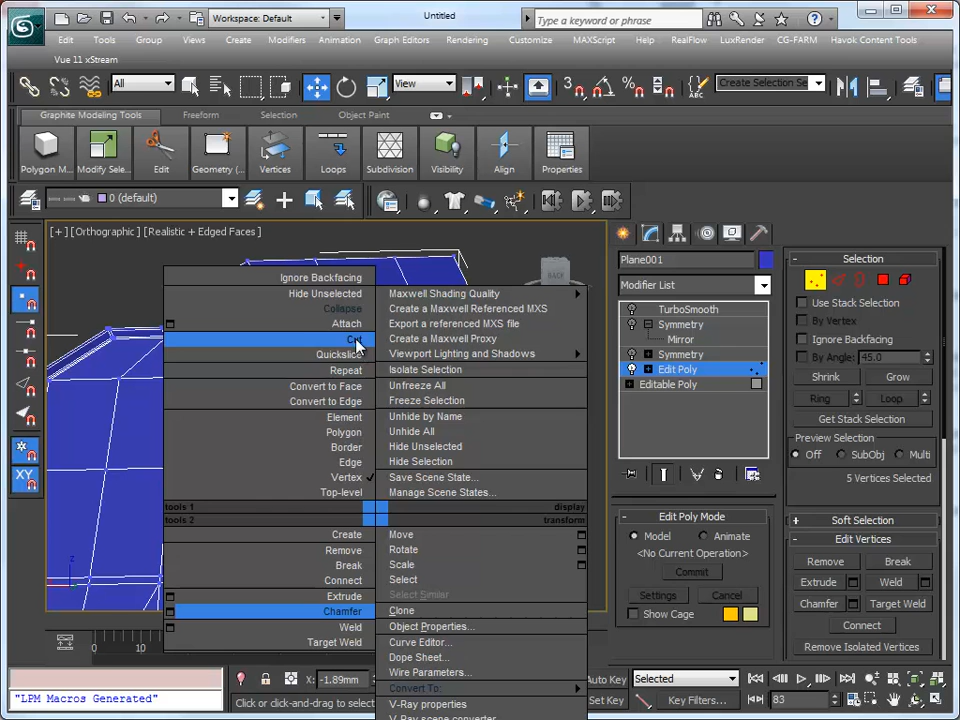 Workspace: Default
Untitled
Type a keyword or phrase
Edit Tools Group Views Create Modifiers Animation Graph Editors Rendering Customize MAXScript Help RealFlow LuxRender CG-FARM Havok Content Tools
Vue 11 xStream
All
View
Create Selection Se
Graphite Modeling Tools Freeform Selection Object Paint
Polygon M... Modify Sele... Edit Geometry (... Vertices Loops Subdivision Visibility Align Properties
0 (default)
[+] [Orthographic] [Realistic + Edged Faces]
BACK
Ignore Backfacing
Hide Unselected
Collapse
Attach
Cut
Quickslice
Repeat
Convert to Face
Convert to Edge
Element
Polygon
Border
Edge
Vertex
Top-level
tools 1
tools 2
Create
Remove
Break
Connect
Extrude
Chamfer
Weld
Target Weld
Maxwell Shading Quality
Create a Maxwell Referenced MXS
Export a referenced MXS file
Create a Maxwell Proxy
Viewport Lighting and Shadows
Isolate Selection
Unfreeze All
Freeze Selection
Unhide by Name
Unhide All
Hide Unselected
Hide Selection
Save Scene State...
Manage Scene States...
display
transform
Move
Rotate
Scale
Select
Select Similar
Clone
Object Properties...
Curve Editor...
Dope Sheet...
Wire Parameters...
Convert To:
V-Ray properties
V-Ray scene converter
Plane001
Modifier List
TurboSmooth
Symmetry
Mirror
Symmetry
Edit Poly
Editable Poly
Edit Poly Mode
Model Animate
<No Current Operation>
Commit
Settings Cancel
Show Cage
Selection
Use Stack Selection
By Vertex
Ignore Backfacing
By Angle: 45.0
Shrink Grow
Ring Loop
Get Stack Selection
Preview Selection
Off SubObj Multi
5 Vertices Selected
Soft Selection
Edit Vertices
Remove Break
Extrude Weld
Chamfer Target Weld
Connect
Remove Isolated Vertices
0 10
"LPM Macros Generated"
X: -1.89mm
Click or click-and-drag to select
Auto Key Selected
Key Filters...
83
XY
z
3